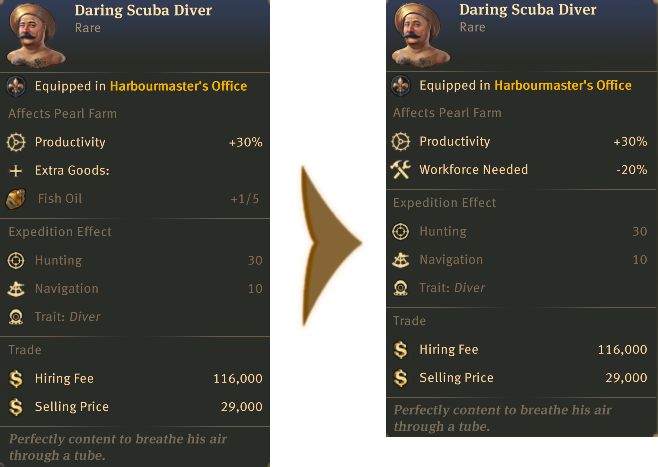 Daring Scuba Diver
Rare
Equipped in Harbourmaster's Office
Affects Pearl Farm
Productivity +30%
Extra Goods:
Fish Oil +1/5
Expedition Effect
Hunting 30
Navigation 10
Trait: Diver
Trade
Hiring Fee 116,000
Selling Price 29,000
Perfectly content to breathe his air
through a tube.
Daring Scuba Diver
Rare
Equipped in Harbourmaster's Office
Affects Pearl Farm
Productivity +30%
Workforce Needed -20%
Expedition Effect
Hunting 30
Navigation 10
Trait: Diver
Trade
Hiring Fee 116,000
Selling Price 29,000
Perfectly content to breathe his air
through a tube.